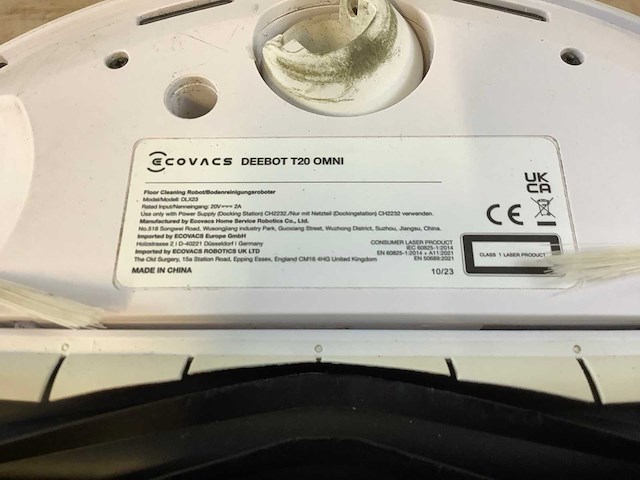 ECOVACS DEEBOT T20 OMNI
Floor Cleaning Robot/Bodenreinigungsroboter
Model/Modell: DLX23
Rated Input/Nenneingang: 20V⎓ 2A
Use only with Power Supply (Docking Station) CH2232./Nur mit Netzteil (Dockingstation) CH2232 verwenden.
Manufactured by Ecovacs Home Service Robotics Co., Ltd.
No.518 Songwei Road, Wusongjiang Industry Park, Guoxiang Street, Wuzhong District, Suzhou, Jiangsu, China.
Imported by ECOVACS Europe GmbH
Holzstrasse 2 I D-40221 Düsseldorf I Germany
Imported by ECOVACS ROBOTICS UK LTD
The Old Surgery, 15a Station Road, Epping Essex, England CM16 4HG United Kingdom
MADE IN CHINA
CONSUMER LASER PRODUCT
IEC 60825-1:2014
EN 60825-1:2014 + A11:2021
EN 50689:2021
10/23
UK
CA
CE
CLASS 1 LASER PRODUCT